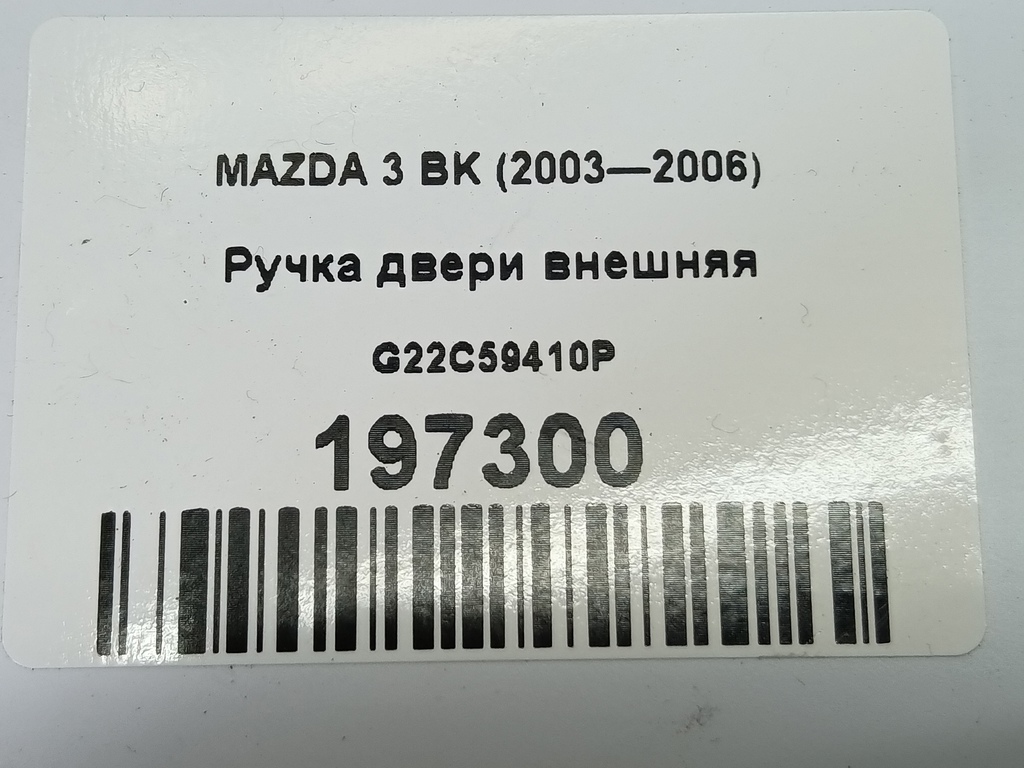 MAZDA 3 BK (2003—2006)
Ручка двери внешняя
G22C59410P
197300